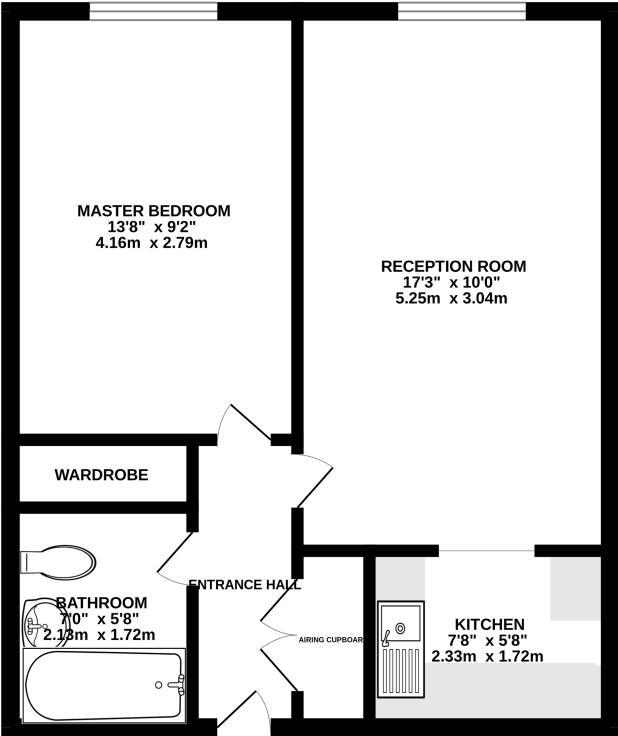 MASTER BEDROOM
13'8" x 9'2"
4.16m x 2.79m
RECEPTION ROOM
17'3" x 10'0"
5.25m x 3.04m
WARDROBE
ENTRANCE HALL
BATHROOM
7'0" x 5'8"
2.13m x 1.72m
AIRING CUPBOAR
KITCHEN
7'8" x 5'8"
2.33m x 1.72m